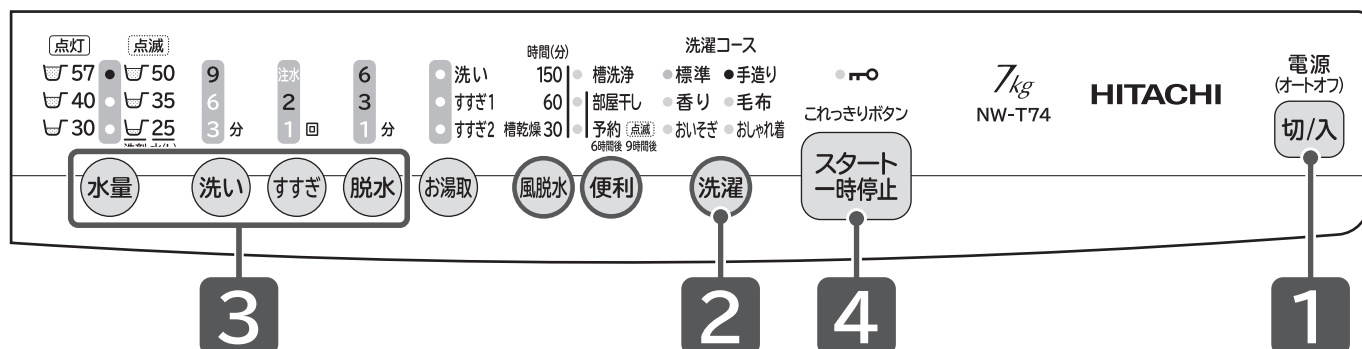 点灯 点滅
57 50
40 35
30 25
9
6
3 分
注水
2
1 回
6
3
1 分
洗い
すすぎ1
すすぎ2
時間(分)
150
60
槽乾燥 30
槽洗浄
部屋干し
予約 点滅
6時間後 9時間後
洗濯コース
標準 手造り
香り 毛布
おいそぎ おしゃれ着
これっきりボタン
7kg
NW-T74
HITACHI
電源
(オートオフ)
切/入
水量 洗い すすぎ 脱水 お湯取 風脱水 便利 洗濯
スタート
一時停止
3 2 4 1